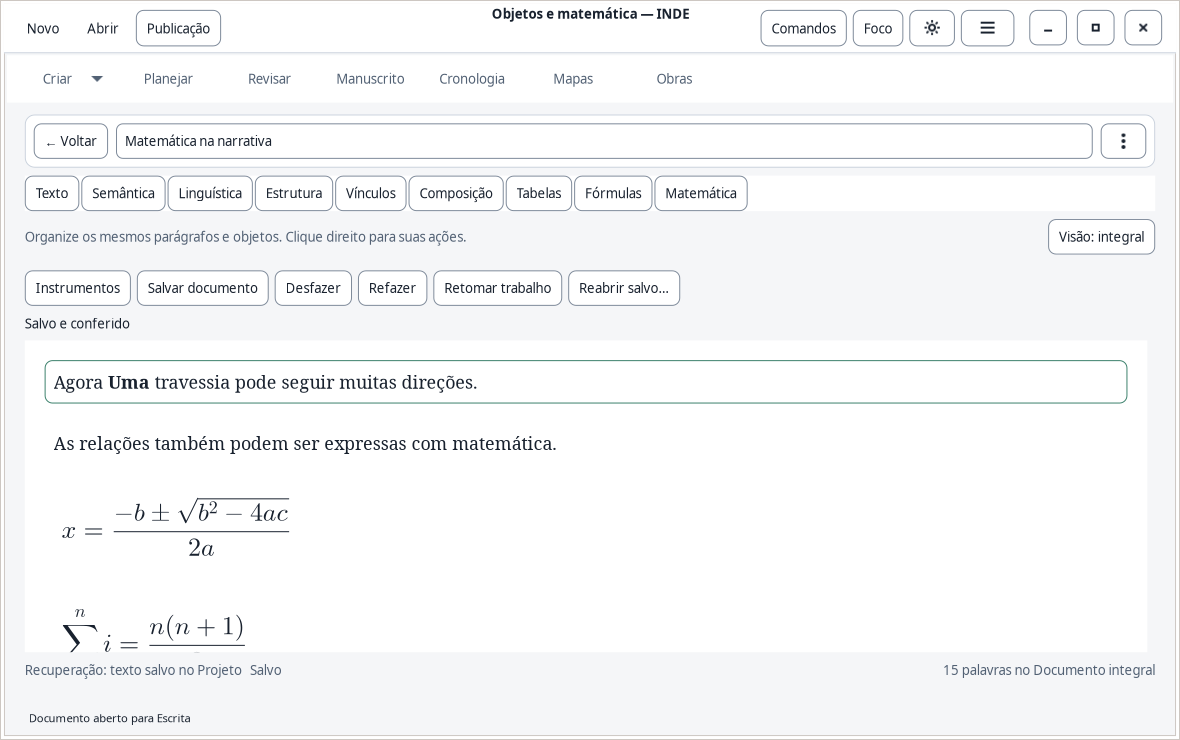 Objetos e matemática — INDE
Novo Abrir Publicação Comandos Foco
Criar Planejar Revisar Manuscrito Cronologia Mapas Obras
← Voltar Matemática na narrativa
Texto Semântica Linguística Estrutura Vínculos Composição Tabelas Fórmulas Matemática
Organize os mesmos parágrafos e objetos. Clique direito para suas ações. Visão: integral
Instrumentos Salvar documento Desfazer Refazer Retomar trabalho Reabrir salvo...
Salvo e conferido
Agora Uma travessia pode seguir muitas direções.
As relações também podem ser expressas com matemática.
x = (−b ± √(b² − 4ac)) / 2a
∑ⁿ i = n(n + 1)
Recuperação: texto salvo no Projeto Salvo 15 palavras no Documento integral
Documento aberto para Escrita